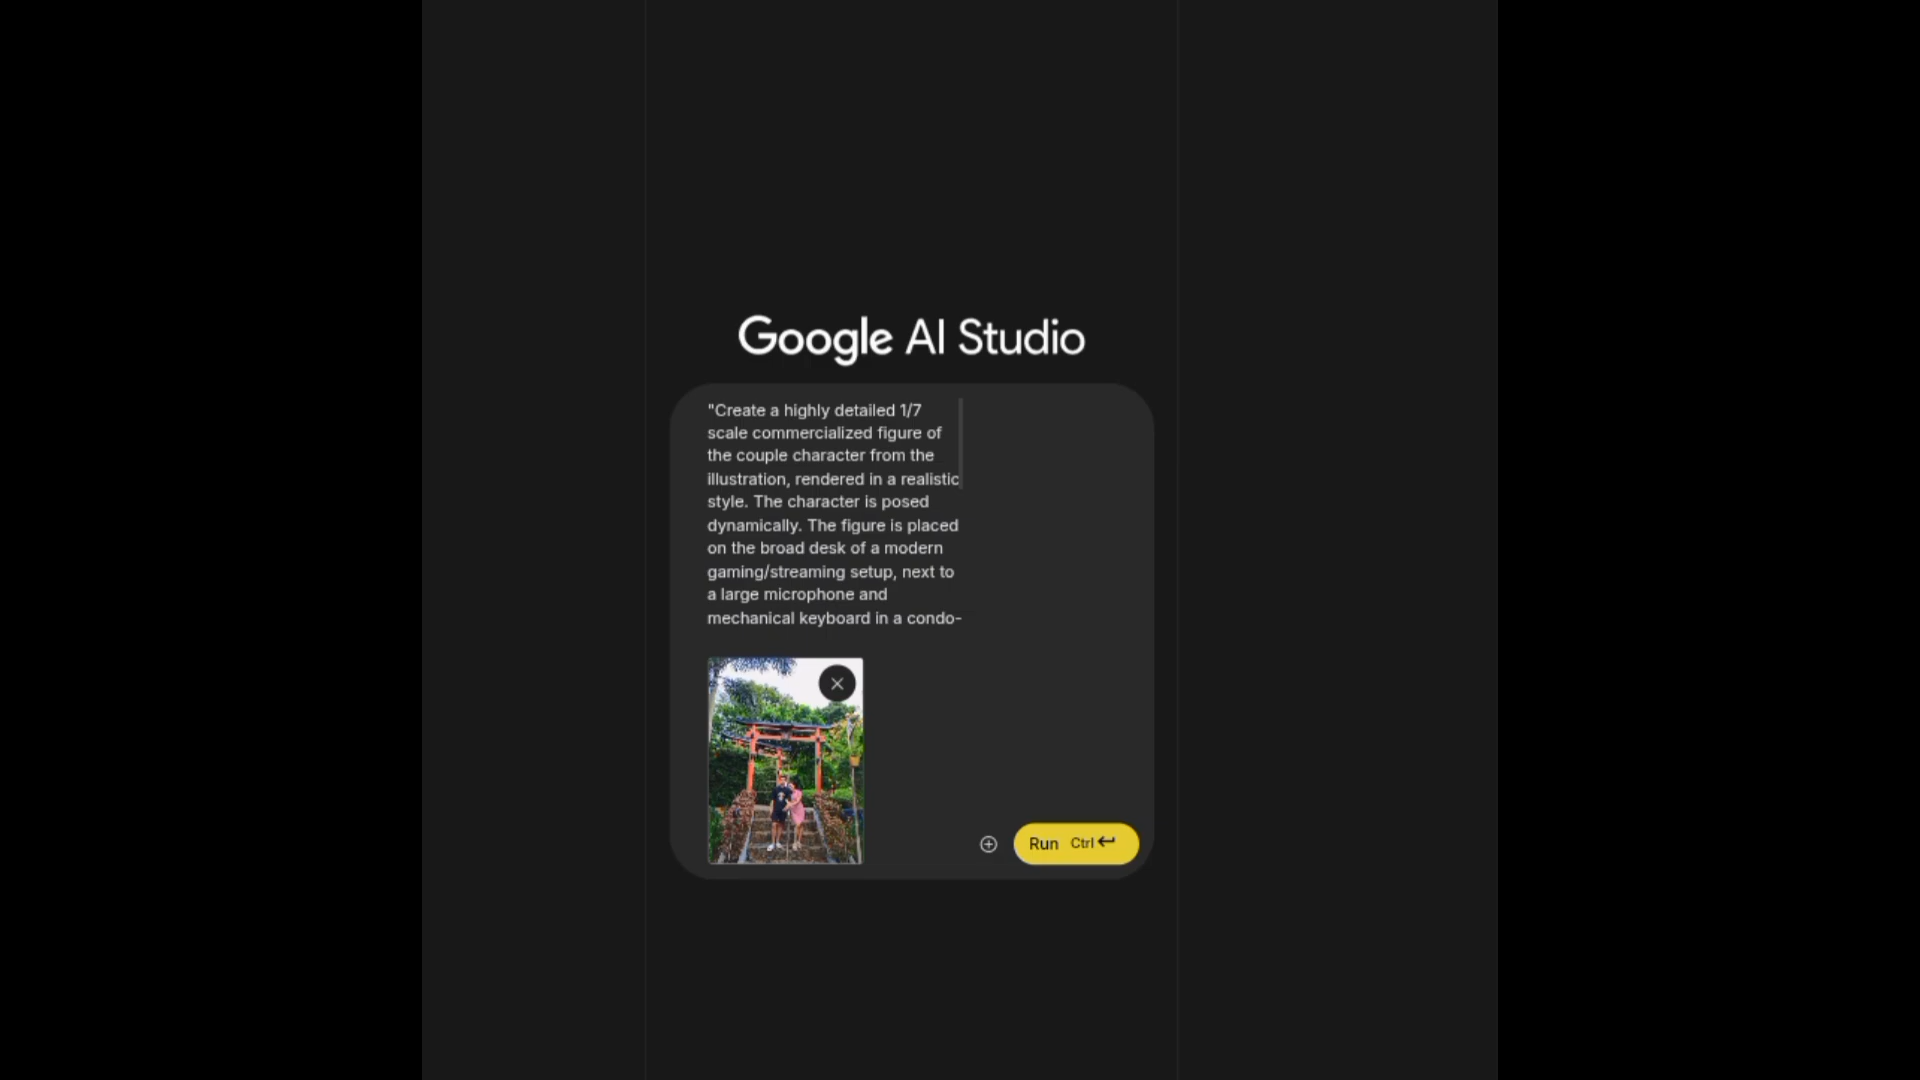 Google AI Studio
"Create a highly detailed 1/7
scale commercialized figure of
the couple character from the
illustration, rendered in a realistic
style. The character is posed
dynamically. The figure is placed
on the broad desk of a modern
gaming/streaming setup, next to
a large microphone and
mechanical keyboard in a condo-
Run Ctrl